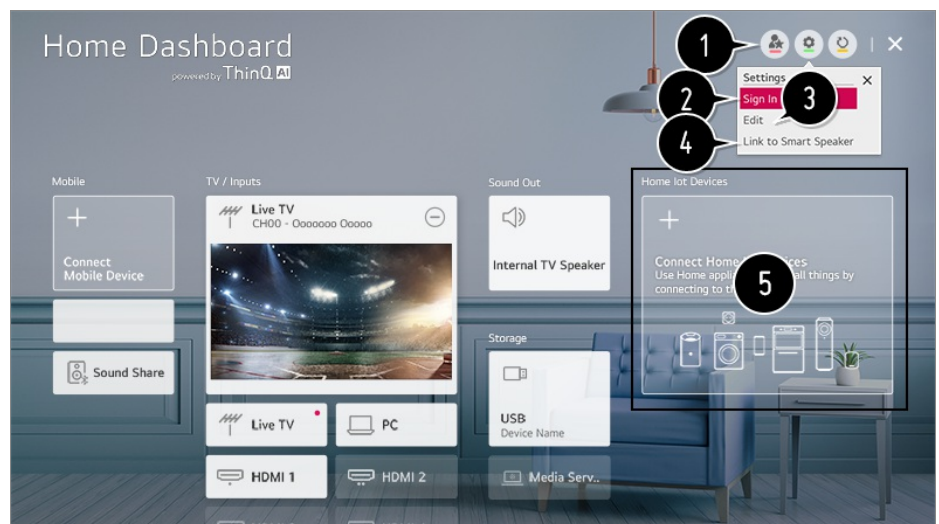 Home Dashboard
powered by ThinQ AI
1
2
3
4
5
Settings
Sign In
Edit
Link to Smart Speaker
Mobile
TV / Inputs
Sound Out
Home Iot Devices
Connect
Mobile Device
Sound Share
Live TV
CH00 - Ooooooo Ooooo
Live TV
PC
HDMI 1
HDMI 2
Internal TV Speaker
Storage
USB
Device Name
Media Serv..
Connect Home
Use Home all things by
connecting to